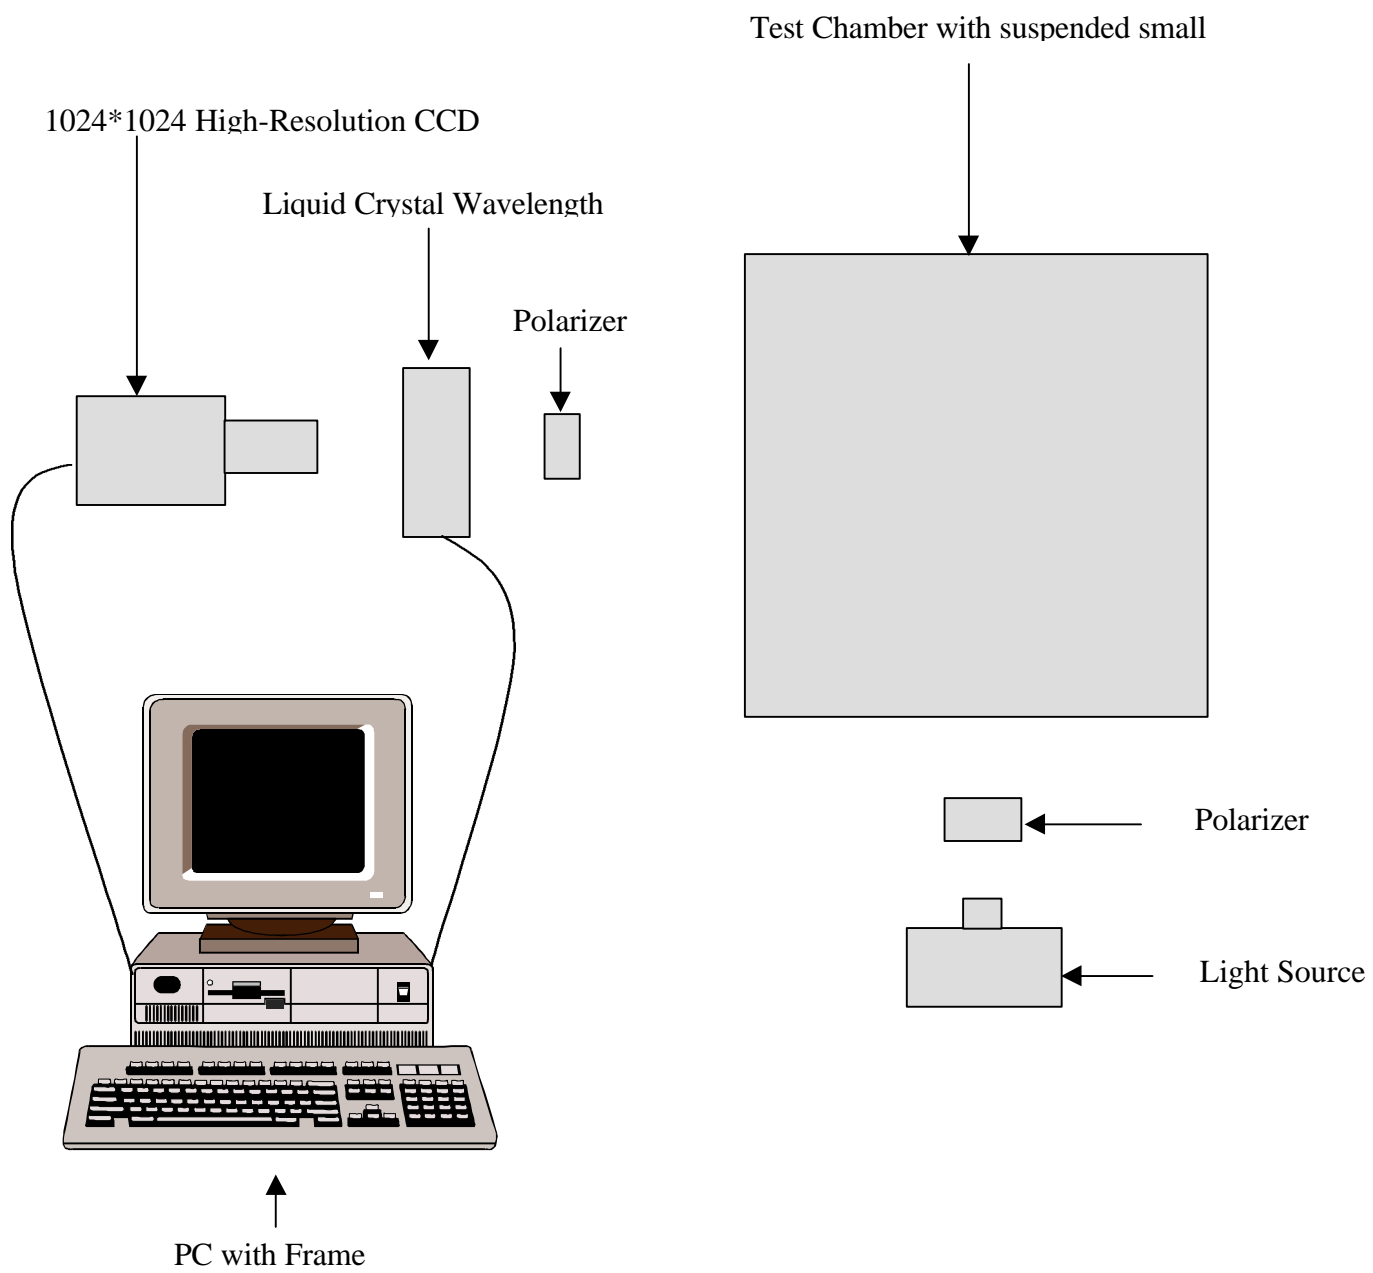 Test Chamber with suspended small
1024*1024 High-Resolution CCD
Liquid Crystal Wavelength
Polarizer
Polarizer
Light Source
PC with Frame